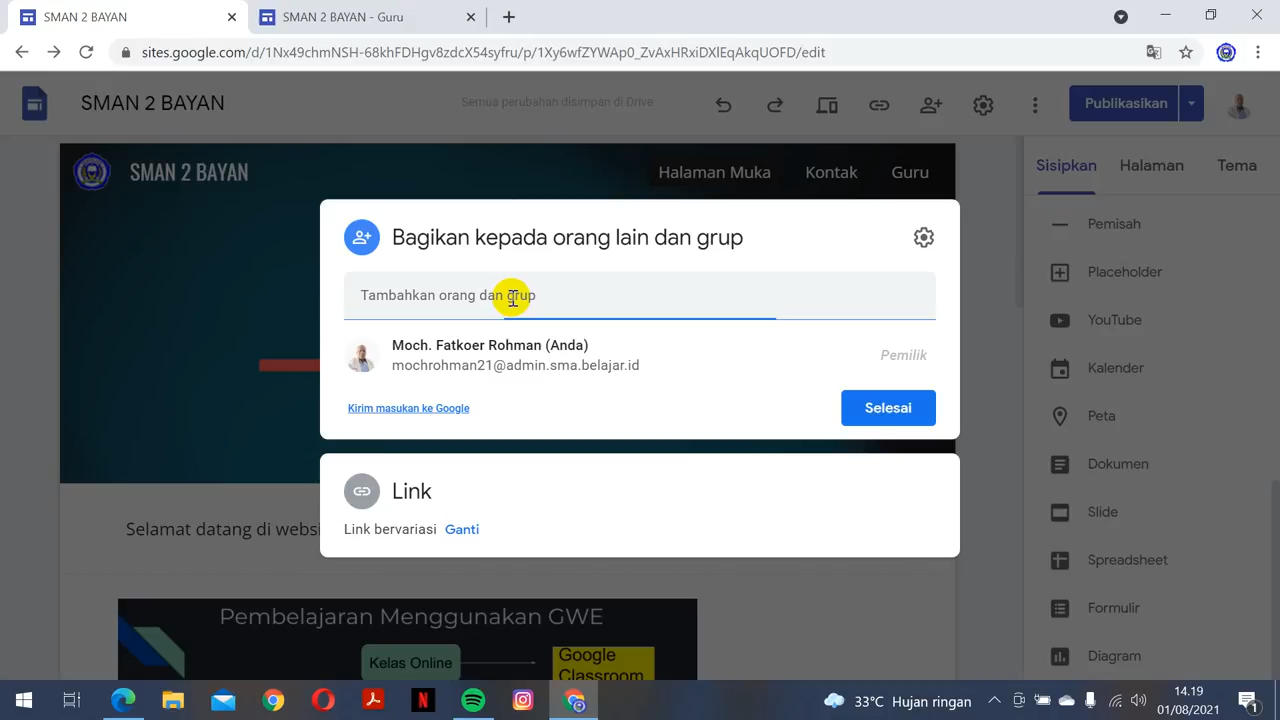 SMAN 2 BAYAN
SMAN 2 BAYAN - Guru
sites.google.com/d/1Nx49chmNSH-68khFDHgv8zdcX54syfru/p/1Xy6wfZYWAp0_ZvAxHRxiDXIEqAkqUOFD/edit
SMAN 2 BAYAN
Semua perubahan disimpan di Drive
Publikasikan
SMAN 2 BAYAN
Halaman Muka
Kontak
Guru
Sisipkan
Halaman
Tema
Bagikan kepada orang lain dan grup
Tambahkan orang dan grup
Moch. Fatkoer Rohman (Anda)
mochrohman21@admin.sma.belajar.id
Pemilik
Kirim masukan ke Google
Selesai
Link
Link bervariasi Ganti
Selamat datang di websi
Pembelajaran Menggunakan GWE
Kelas Online
Google
Classroom
Pemisah
Placeholder
YouTube
Kalender
Peta
Dokumen
Slide
Spreadsheet
Formulir
Diagram
33°C Hujan ringan
14.19
01/08/2021
1